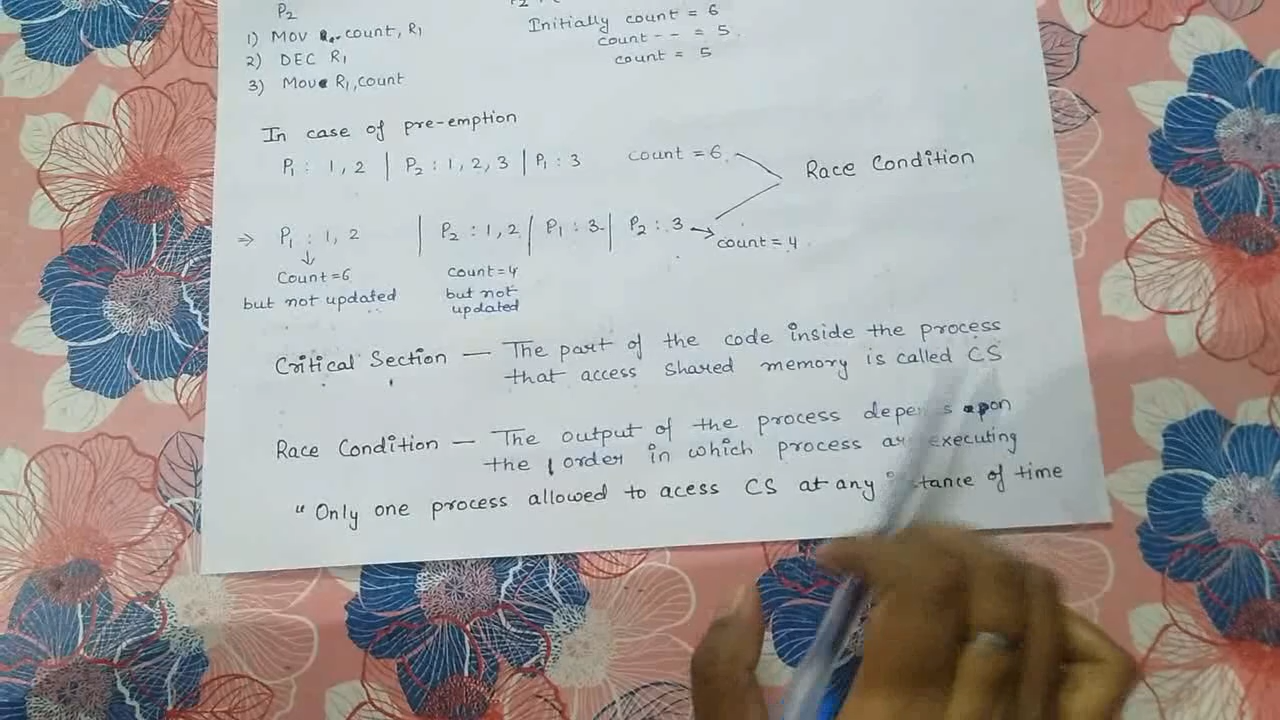 P2
Initially count = 6
1) MOV count, R1
count - - = 5
2) DEC R1
count = 5
3) Move R1, count
In case of pre-emption
P1 : 1, 2 | P2 : 1, 2, 3 | P1 : 3 count = 6
Race Condition
⇒ P1 : 1, 2 | P2 : 1, 2 | P1 : 3 | P2 : 3 → count = 4
Count = 6 count = 4
but not updated but not
updated
Critical Section — The part of the code inside the process
that access shared memory is called CS
Race Condition — The output of the process depends upon
the order in which process are executing
" Only one process allowed to acess CS at any instance of time